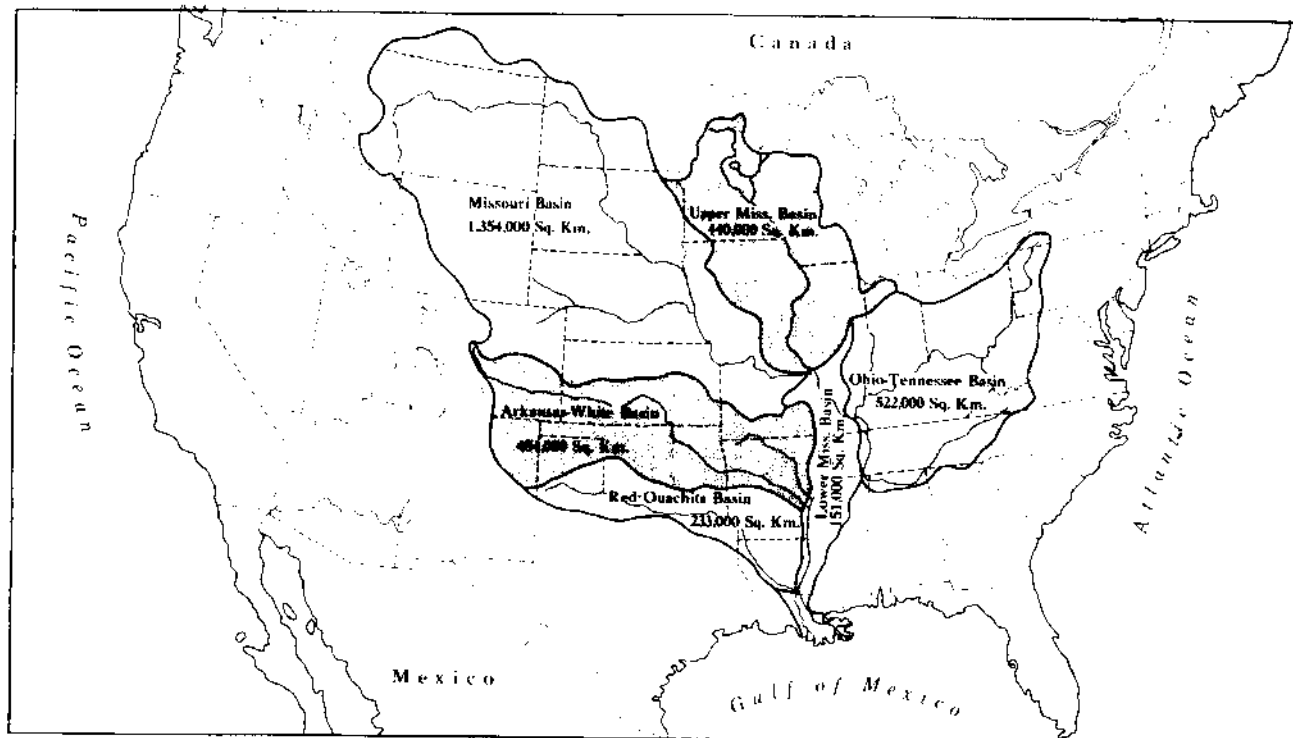 Canada
Pacific Ocean
Missouri Basin
1,354,000 Sq. Km.
Upper Miss. Basin
440,000 Sq. Km.
Ohio-Tennessee Basin
522,000 Sq. Km.
Arkansas-White Basin
Sq. Km.
Lower Miss. Basin
151,000 Sq. Km.
Red-Ouachita Basin
233,000 Sq. Km.
Atlantic Ocean
Mexico
Gulf of Mexico